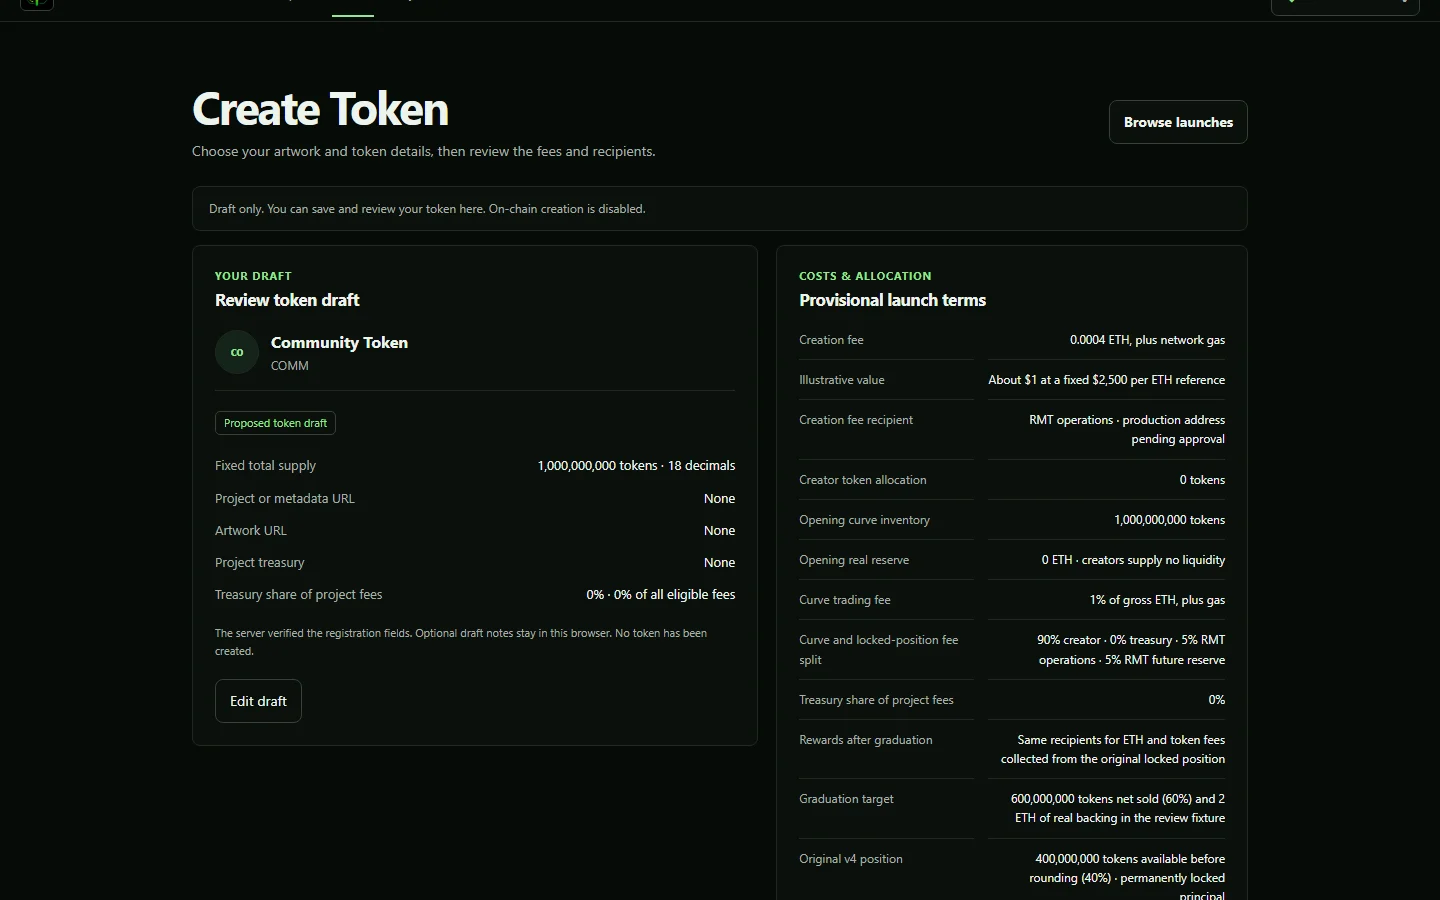 Create Token
Choose your artwork and token details, then review the fees and recipients.
Browse launches
Draft only. You can save and review your token here. On-chain creation is disabled.
YOUR DRAFT
Review token draft
CO
Community Token
COMM
Proposed token draft
Fixed total supply
1,000,000,000 tokens · 18 decimals
Project or metadata URL
None
Artwork URL
None
Project treasury
None
Treasury share of project fees
0% · 0% of all eligible fees
The server verified the registration fields. Optional draft notes stay in this browser. No token has been
created.
Edit draft
COSTS & ALLOCATION
Provisional launch terms
Creation fee
0.0004 ETH, plus network gas
Illustrative value
About $1 at a fixed $2,500 per ETH reference
Creation fee recipient
RMT operations · production address
pending approval
Creator token allocation
0 tokens
Opening curve inventory
1,000,000,000 tokens
Opening real reserve
0 ETH · creators supply no liquidity
Curve trading fee
1% of gross ETH, plus gas
Curve and locked-position fee
split
90% creator · 0% treasury · 5% RMT
operations · 5% RMT future reserve
Treasury share of project fees
0%
Rewards after graduation
Same recipients for ETH and token fees
collected from the original locked position
Graduation target
600,000,000 tokens net sold (60%) and 2
ETH of real backing in the review fixture
Original v4 position
400,000,000 tokens available before
rounding (40%) · permanently locked
principal